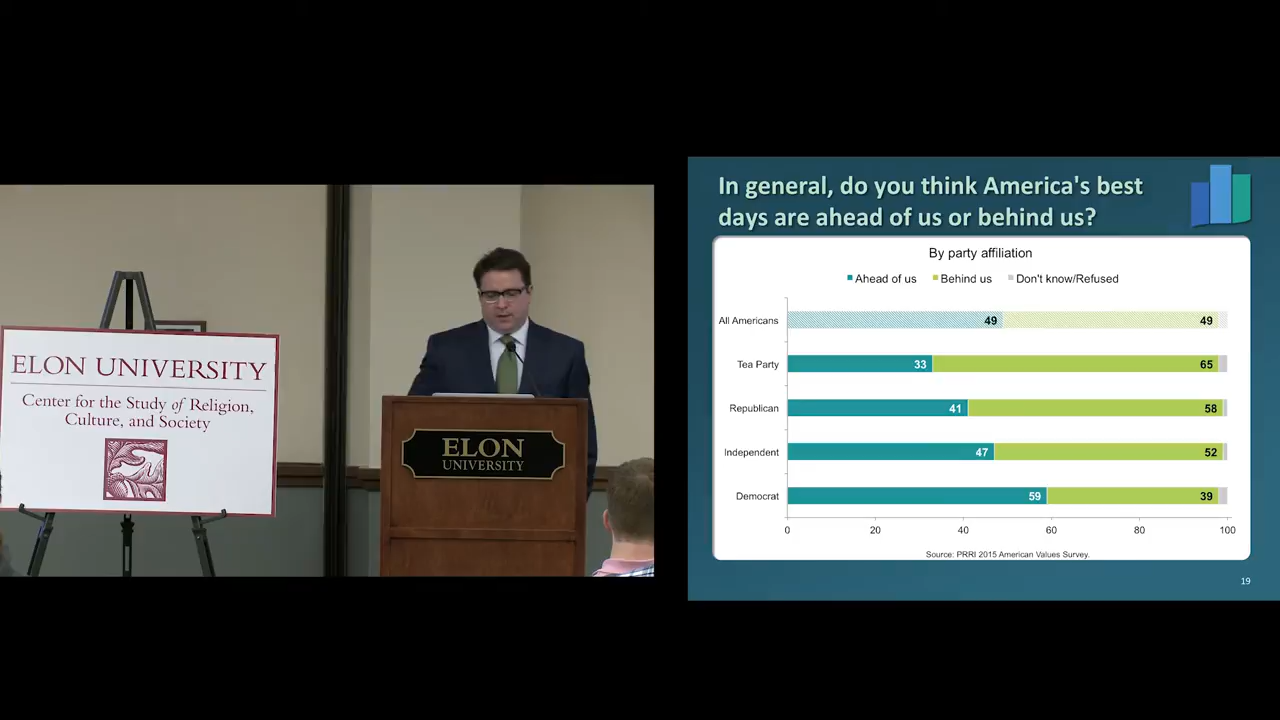 ELON UNIVERSITY
Center for the Study of Religion,
Culture, and Society
ELON
UNIVERSITY
In general, do you think America's best
days are ahead of us or behind us?
By party affiliation
Ahead of us Behind us Don't know/Refused
All Americans 49 49
Tea Party 33 65
Republican 41 58
Independent 47 52
Democrat 59 39
0 20 40 60 80 100
Source: PRRI 2015 American Values Survey.
19